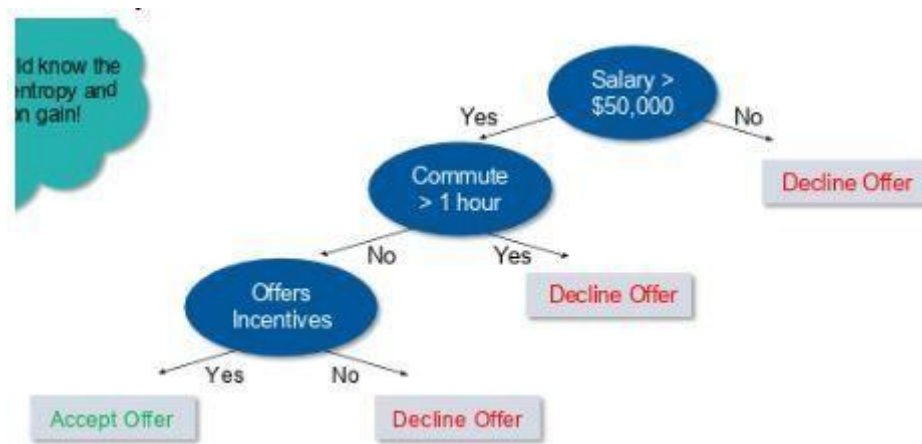 ld know the
entropy and
on gain!
Salary >
$50,000
Yes
No
Commute
> 1 hour
Decline Offer
No
Yes
Offers
Incentives
Decline Offer
Yes
No
Accept Offer
Decline Offer